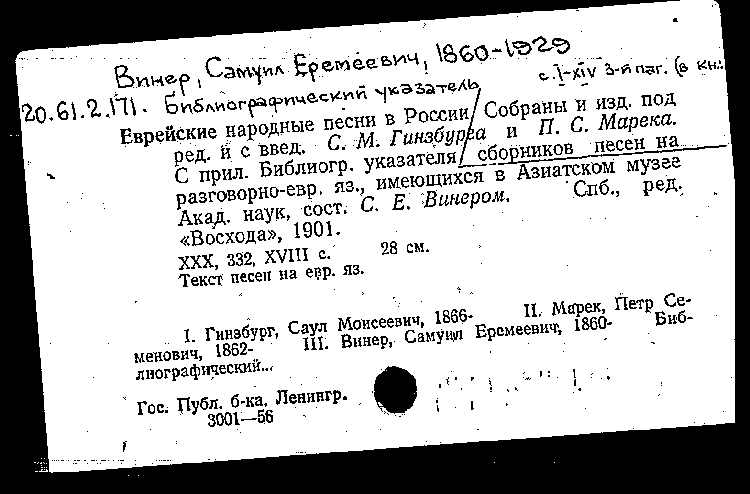 Винер, Самуил Еремеевич, 1860-1929
20.61.2.171. Библиографический указатель с. I-XIV 3-й паг. (в кн.:
Еврейские народные песни в России/ Собраны и изд. под
ред. и с введ. С. М. Гинзбурга и П. С. Марека.
С прил. Библиогр. указателя/ сборников песен на
разговорно-евр. яз., имеющихся в Азиатском музее
Акад. наук, сост. С. Е. Винером. Спб., ред.
«Восхода», 1901.
XXX, 332, XVIII с. 28 см.
Текст песен на евр. яз.
I. Гинзбург, Саул Моисеевич, 1866- II. Марек, Петр Се-
менович, 1862- III. Винер, Самуил Еремеевич, 1860- Биб-
лиографический...
Гос. Публ. б-ка, Ленингр.
3001—56